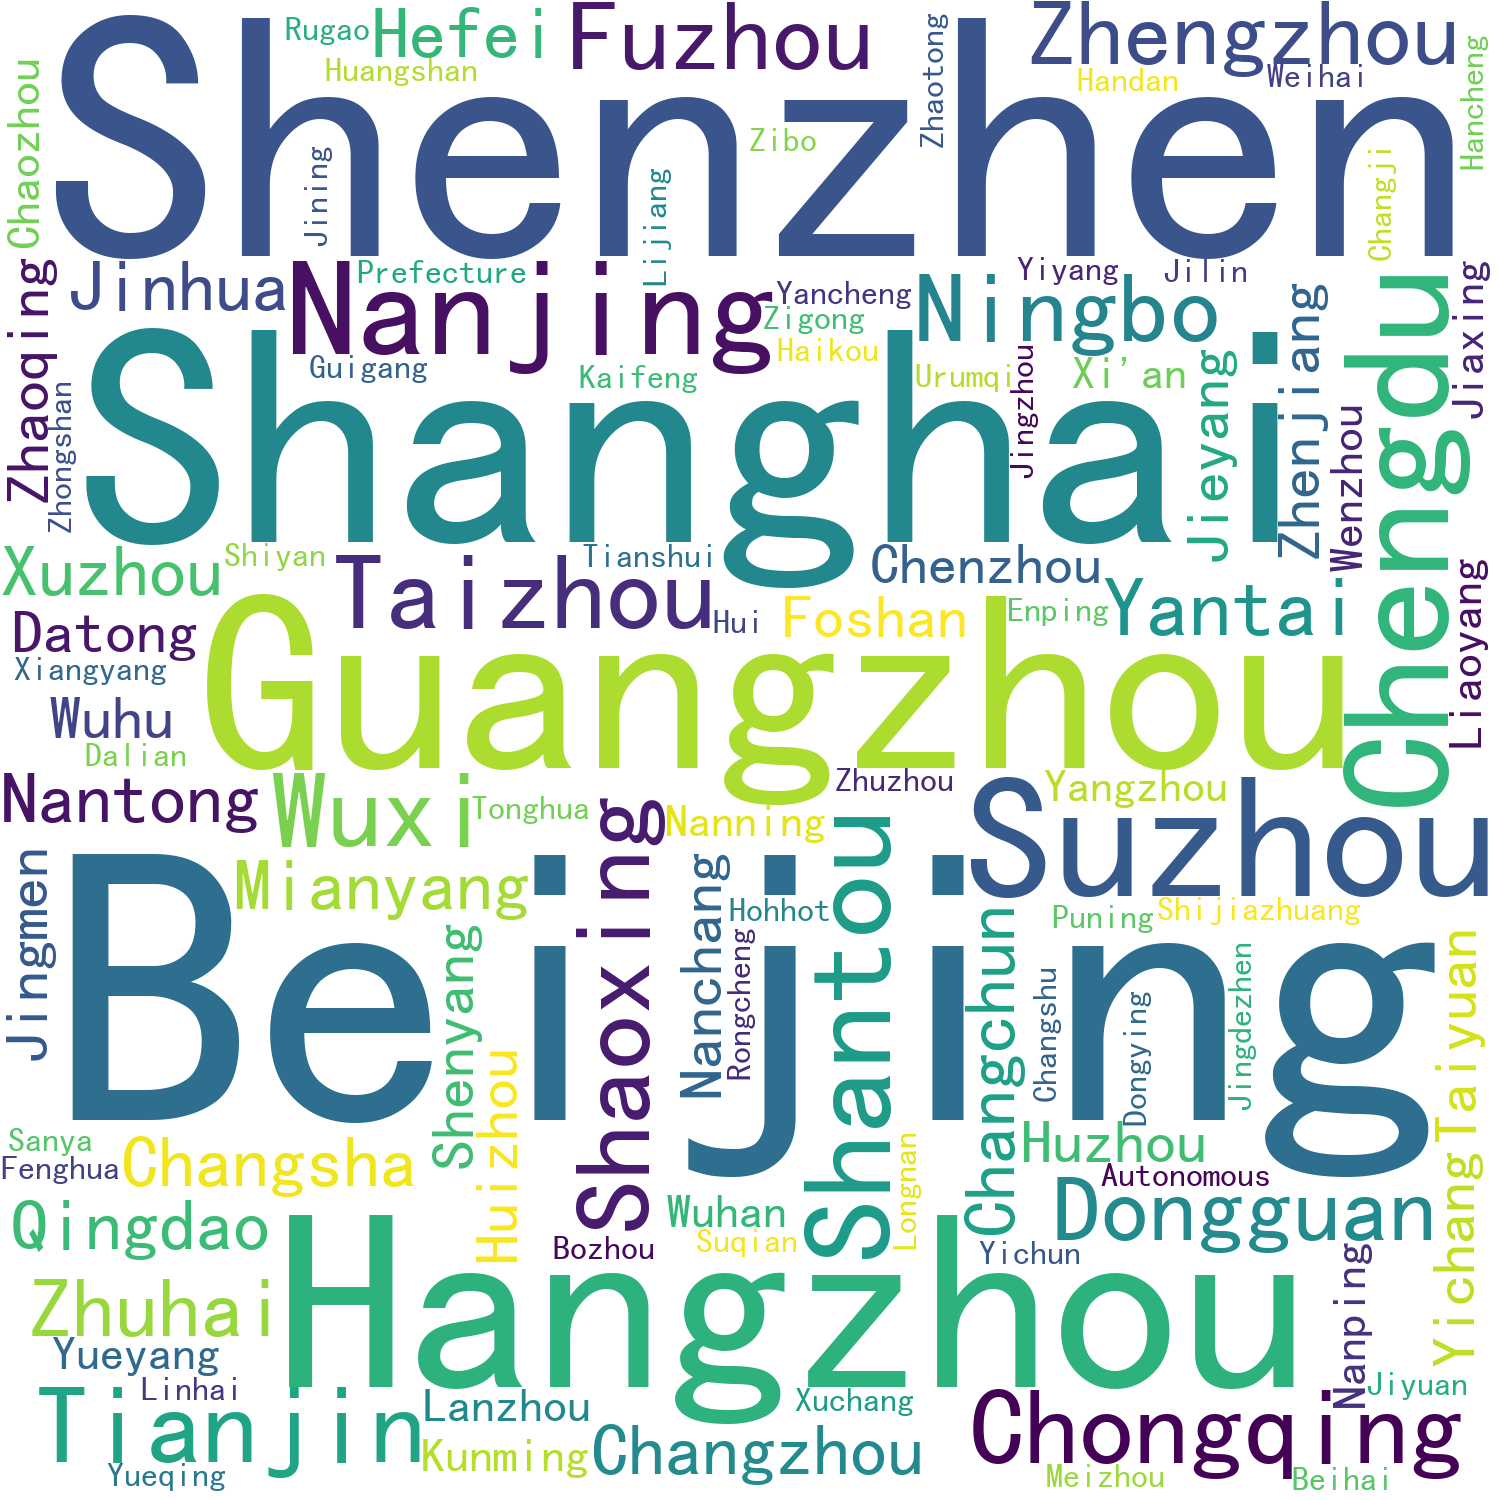 Rugao
Hefei
Fuzhou
Zhengzhou
Huangshan
Handan
Weihai
Zhaotong
Hancheng
Chaozhou
Shenzhen
Zibo
Jining
Lijiang
Changji
Zhaoqing
Jinhua
Nanjing
Prefecture
Yancheng
Zigong
Haikou
Ningbo
Yiyang
Jilin
Zhenjiang
Chengdu
Jiaxing
Guigang
Kaifeng
Urumqi
Xi'an
Jingzhou
Jieyang
Zhongshan
Shanghai
Wenzhou
Xuzhou
Shiyan
Taizhou
Tianshui
Chenzhou
Yantai
Liaoyang
Datong
Hui
Foshan
Enping
Xiangyang
Guangzhou
Wuhu
Dalian
Nantong
Wuxi
Tonghua
Shaoxing
Zhuzhou
Nanning
Yangzhou
Suzhou
Jingmen
Mianyang
Beijing
Nanchang
Hohhot
Rongcheng
Shantou
Changchun
Puning
Shijiazhuang
Shenyang
Changshu
Dongying
Jingdezhen
Taiyuan
Huizhou
Sanya
Fenghua
Changsha
Longnan
Huzhou
Autonomous
Qingdao
Wuhan
Suqian
Bozhou
Dongguan
Yichang
Yichun
Nanping
Zhuhai
Hangzhou
Yueyang
Linhai
Tianjin
Lanzhou
Xuchang
Jiyuan
Kunming
Changzhou
Chongqing
Yueqing
Meizhou
Beihai